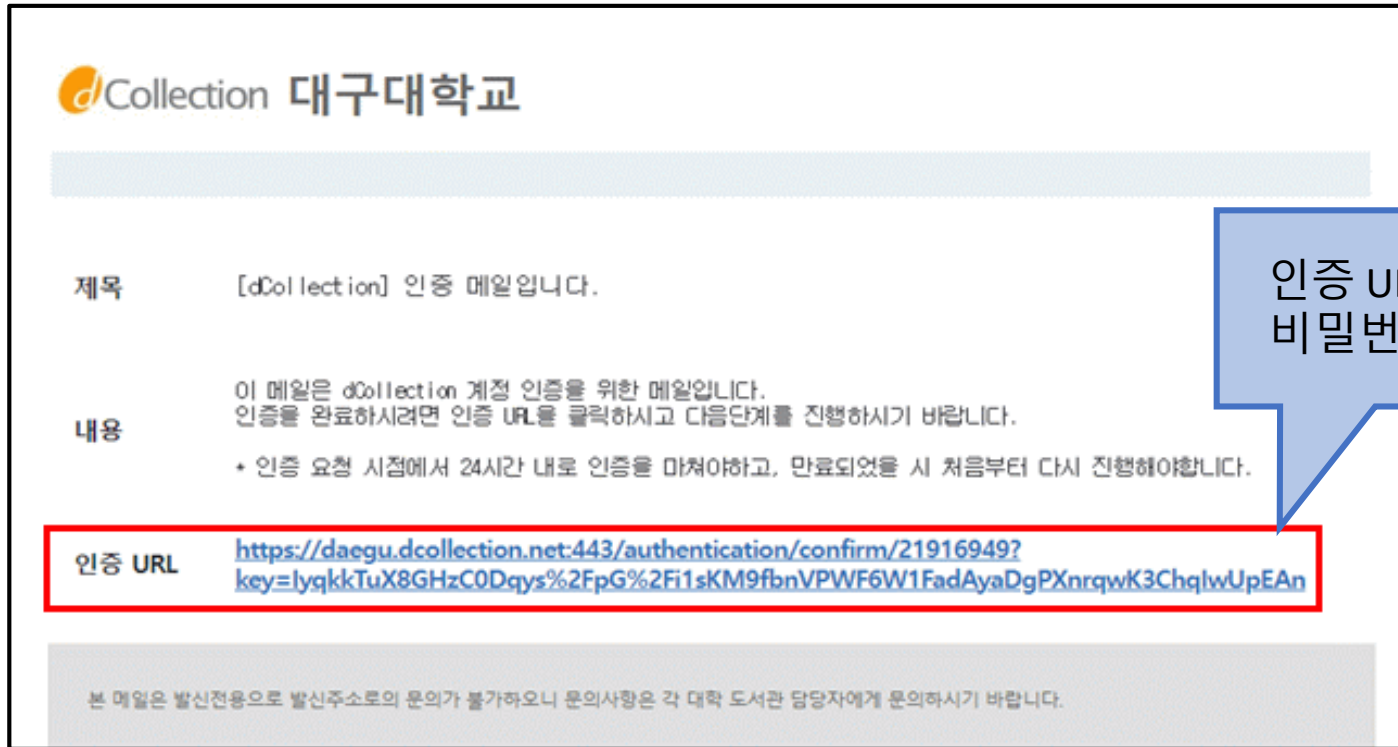 dCollection 대구대학교
제목 [dCollection] 인증 메일입니다.
인증
비밀번
이 메일은 dCollection 계정 인증을 위한 메일입니다.
내용 인증을 완료하시려면 인증 URL을 클릭하시고 다음단계를 진행하시기 바랍니다.
* 인증 요청 시점에서 24시간 내로 인증을 마쳐야하고, 만료되었을 시 처음부터 다시 진행해야합니다.
인증 URL https://daegu.dcollection.net:443/authentication/confirm/21916949?
key=IyqkkTuX8GHzC0Dqys%2FpG%2Fi1sKM9fbnVPWF6W1FadAyaDgPXnrqwK3ChqIwUpEAn
본 메일은 발신전용으로 발신주소로의 문의가 불가하오니 문의사항은 각 대학 도서관 담당자에게 문의하시기 바랍니다.